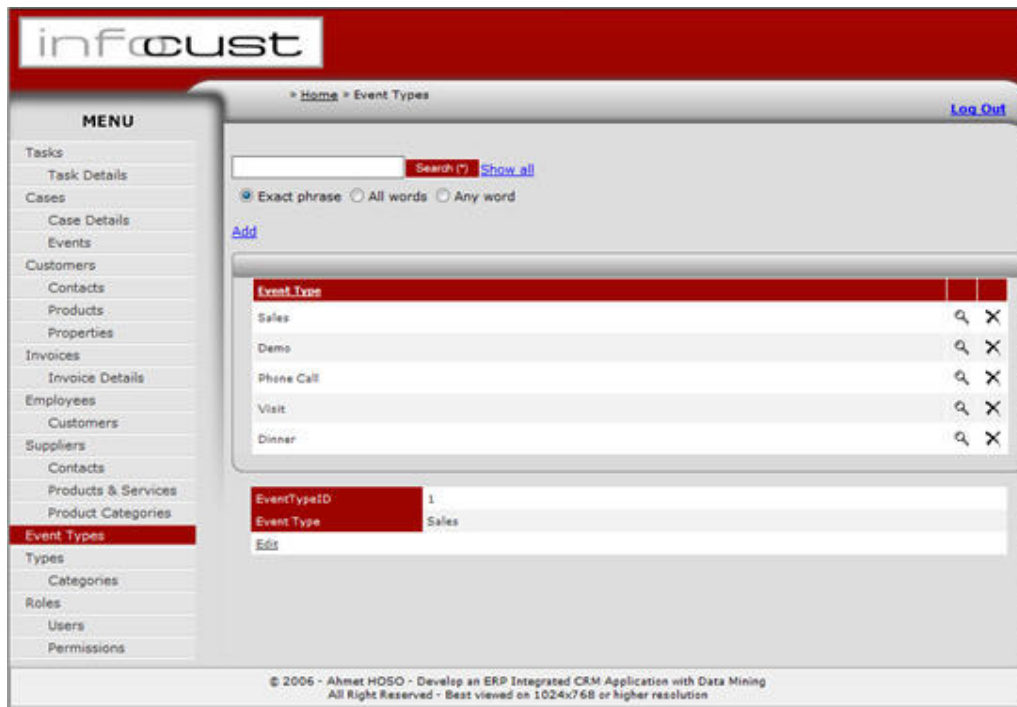 infocust
» Home » Event Types
Log Out
MENU
Tasks
Task Details
Cases
Case Details
Events
Customers
Contacts
Products
Properties
Invoices
Invoice Details
Employees
Customers
Suppliers
Contacts
Products & Services
Product Categories
Event Types
Types
Categories
Roles
Users
Permissions
Search (*) Show all
Exact phrase All words Any word
Add
Event Type
Sales
Demo
Phone Call
Visit
Dinner
EventTypeID 1
Event Type Sales
Edit
© 2006 - Ahmet HOSO - Develop an ERP Integrated CRM Application with Data Mining
All Right Reserved - Best viewed on 1024x768 or higher resolution